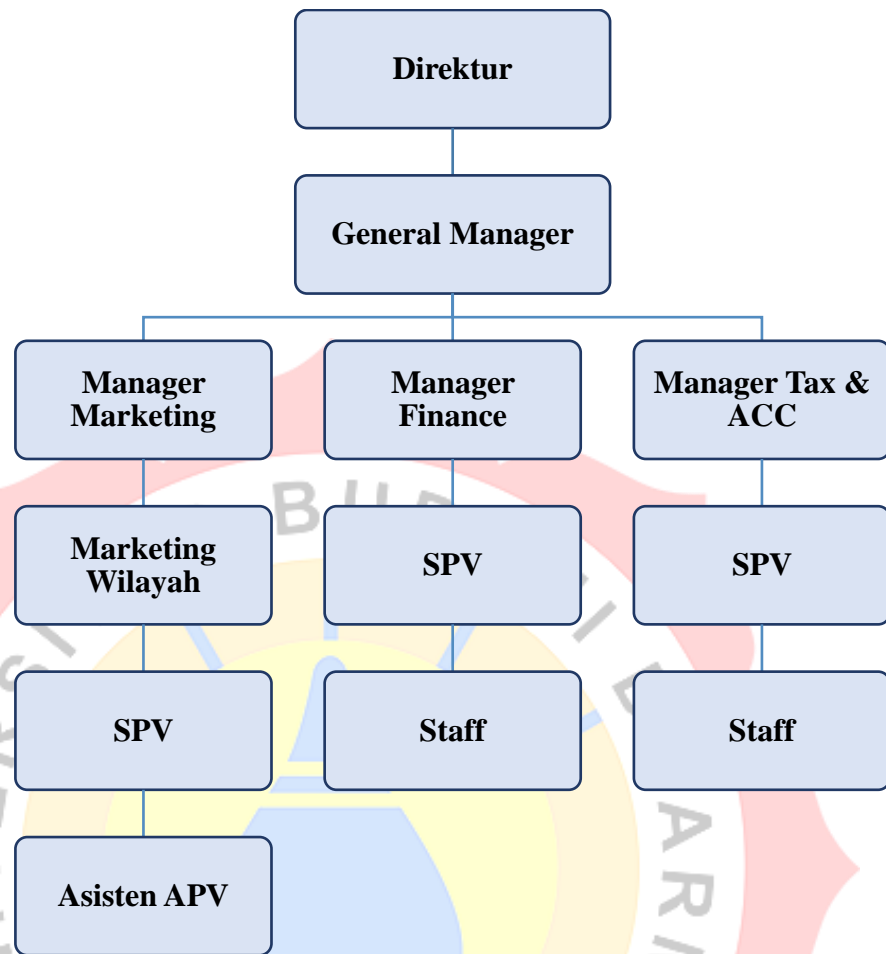 Direktur
General Manager
Manager
Marketing
Manager
Finance
Manager Tax &
ACC
Marketing
Wilayah
SPV
SPV
SPV
Staff
Staff
Asisten APV